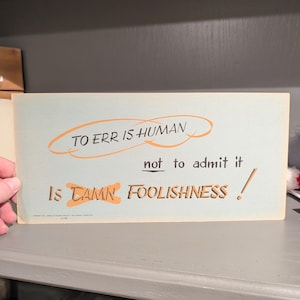 TO ERR IS HUMAN
not to admit it
Is DAMN FOOLISHNESS!